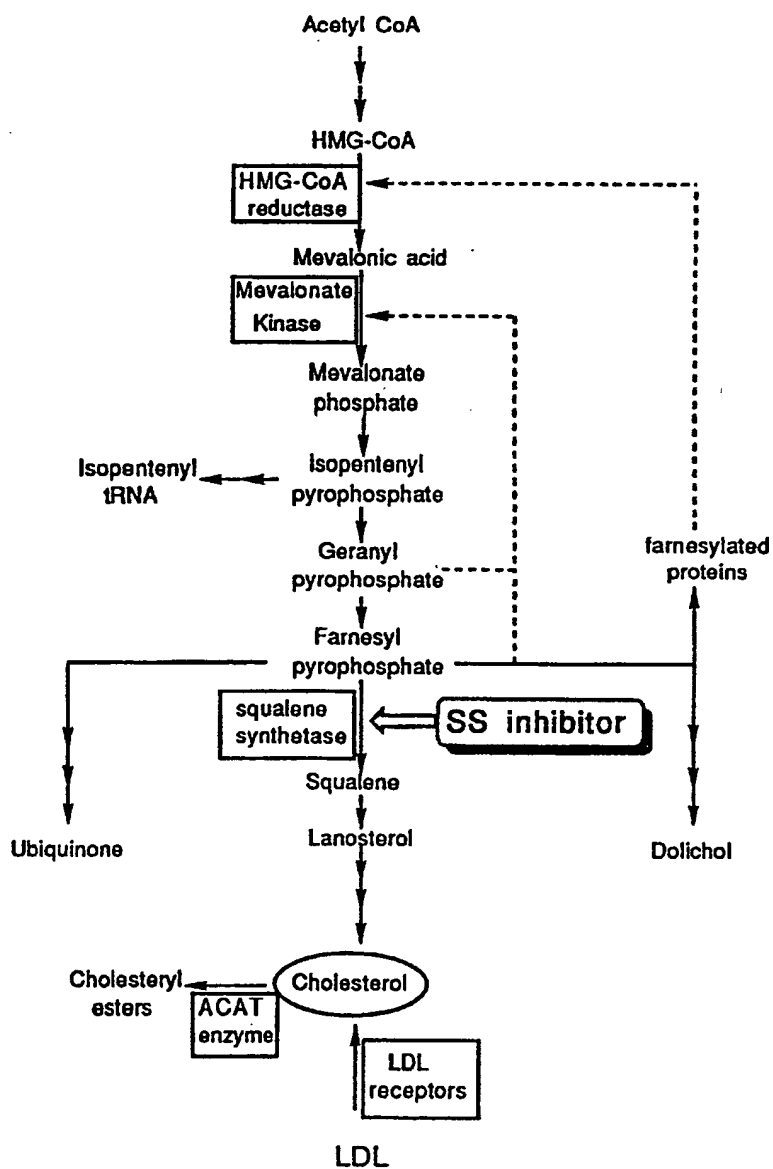 Acetyl CoA
HMG-CoA
HMG-CoA
reductase
Mevalonic acid
Mevalonate
Kinase
Mevalonate
phosphate
Isopentenyl
tRNA
Isopentenyl
pyrophosphate
Geranyl
pyrophosphate
farnesylated
proteins
Farnesyl
pyrophosphate
squalene
synthetase
SS inhibitor
Squalene
Ubiquinone
Lanosterol
Dolichol
Cholesteryl
esters
Cholesterol
ACAT
enzyme
LDL
receptors
LDL